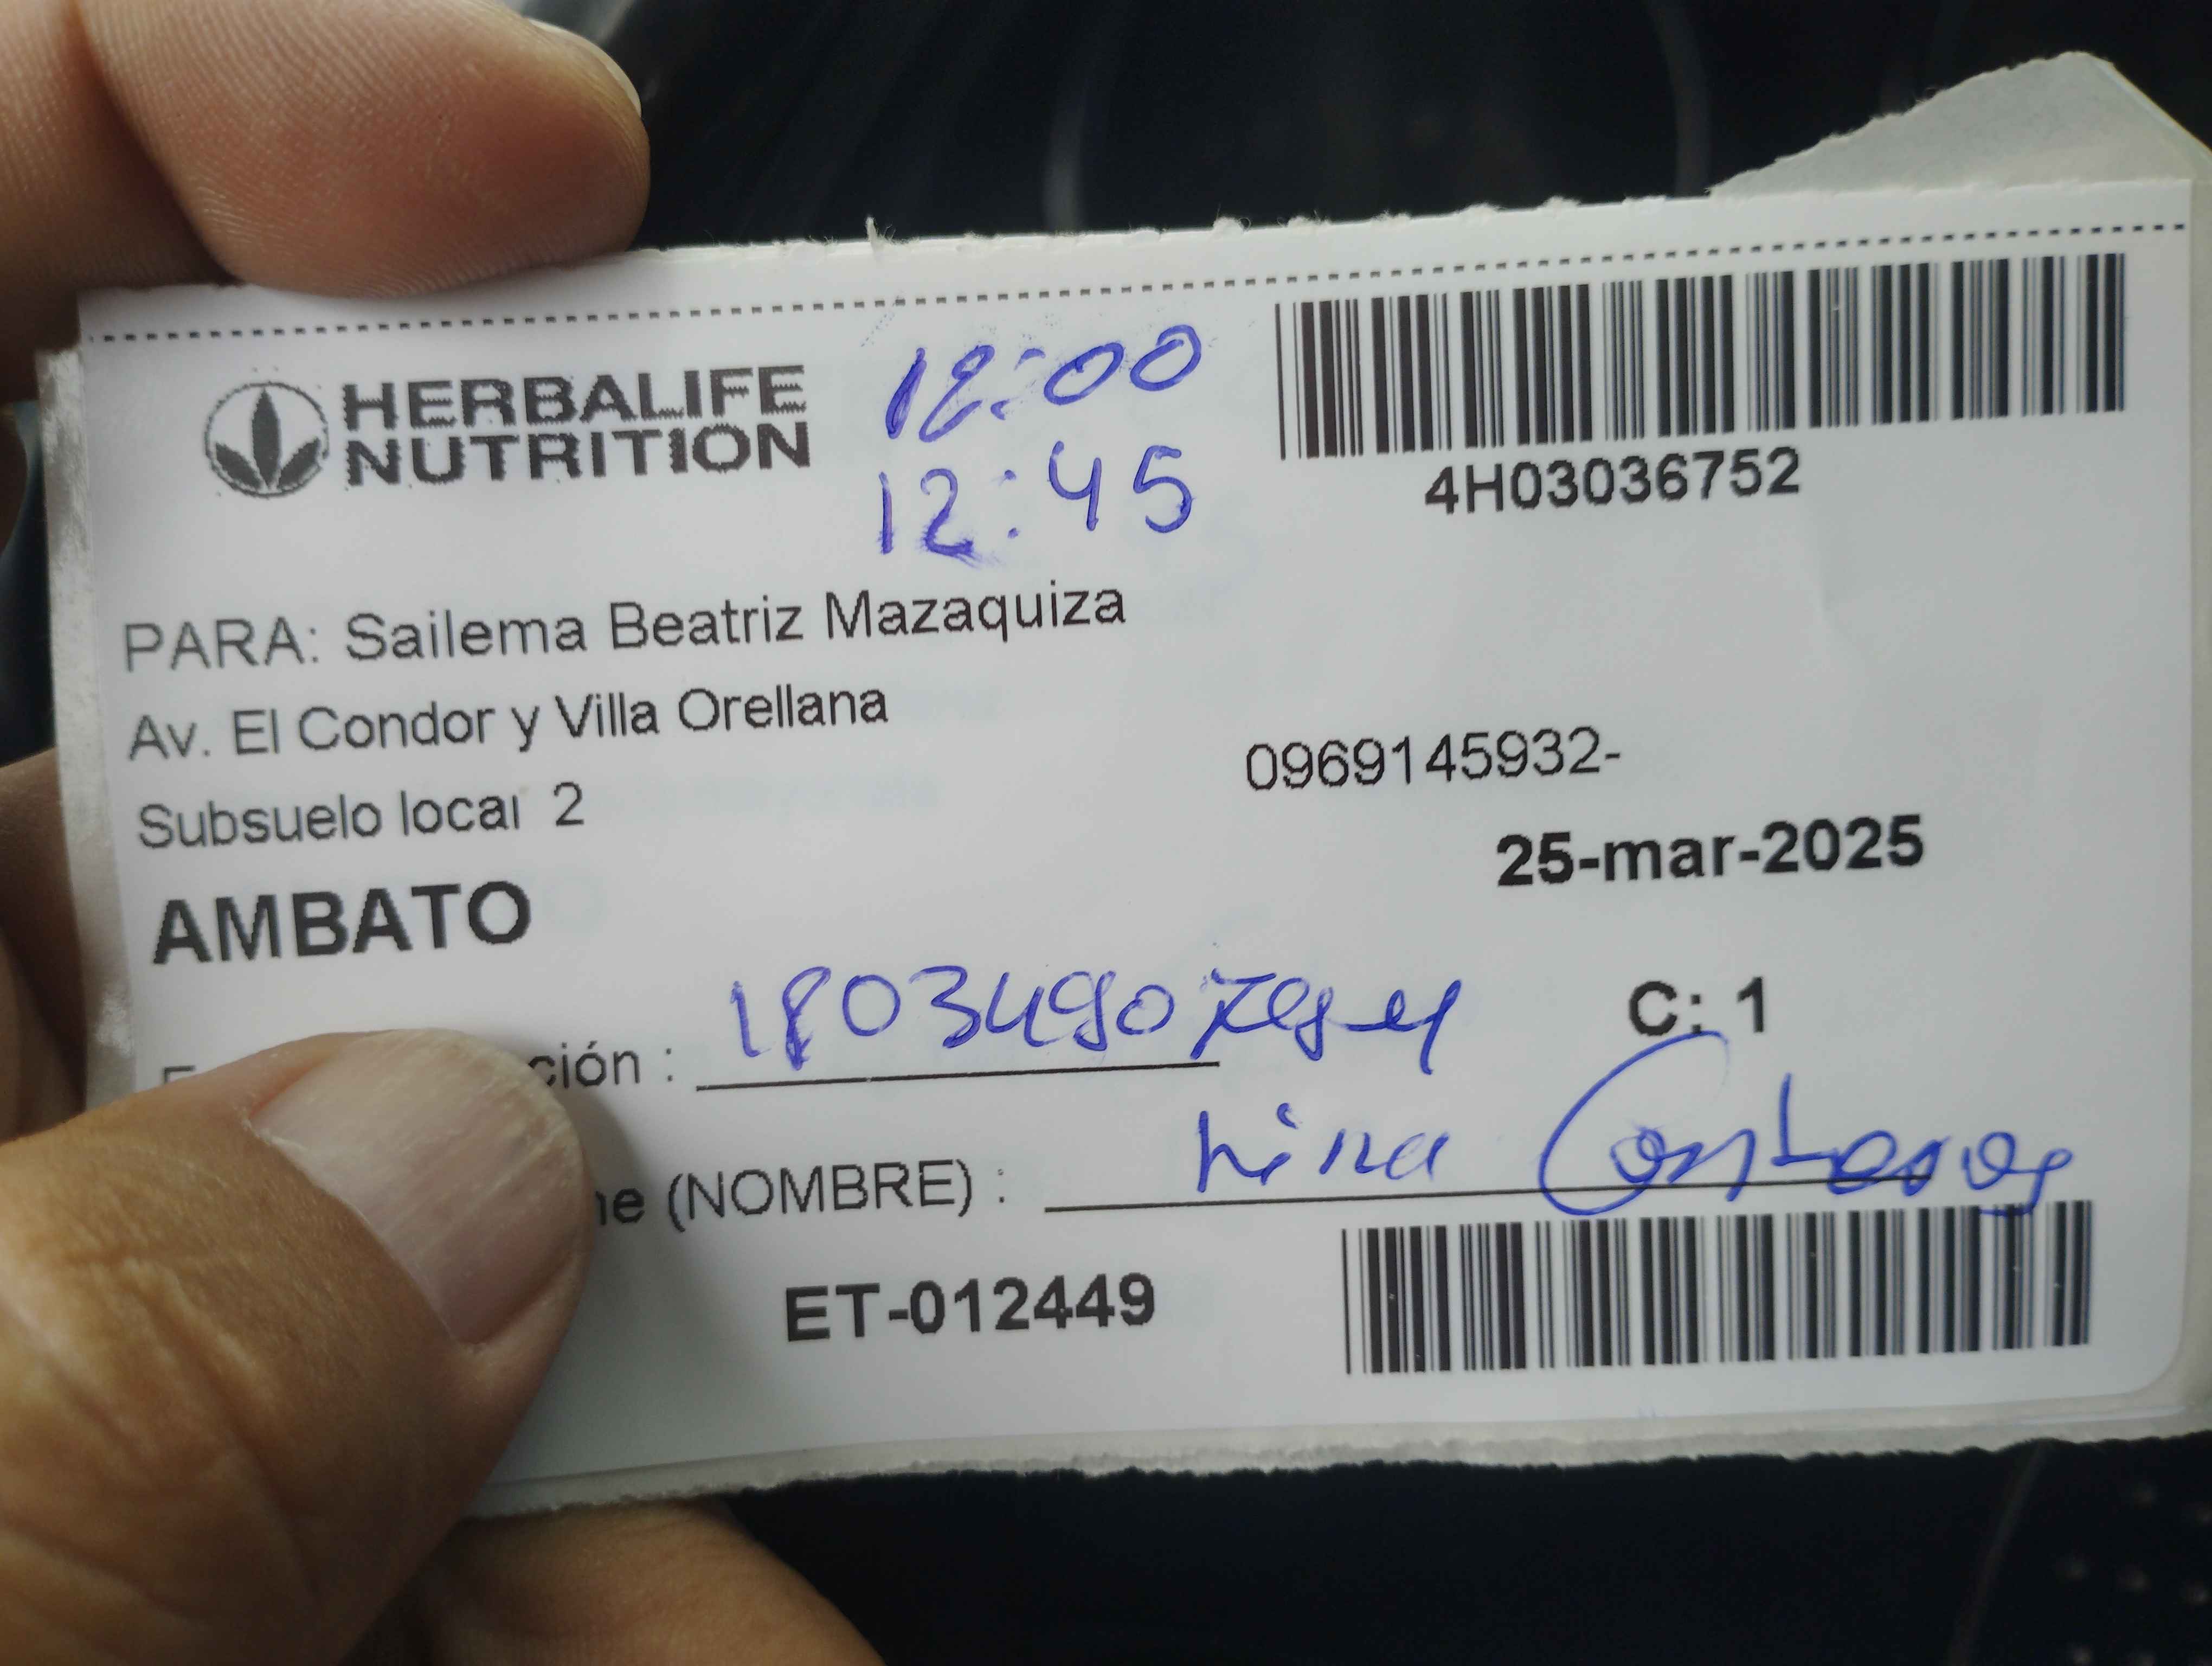 HERBALIFE
NUTRITION
12:00
12:45
4H03036752
PARA: Sailema Beatriz Mazaquiza
Av. El Condor y Villa Orellana
Subsuelo local 2
0969145932-
25-mar-2025
AMBATO
C: 1
ción :
(NOMBRE) :
ET-012449